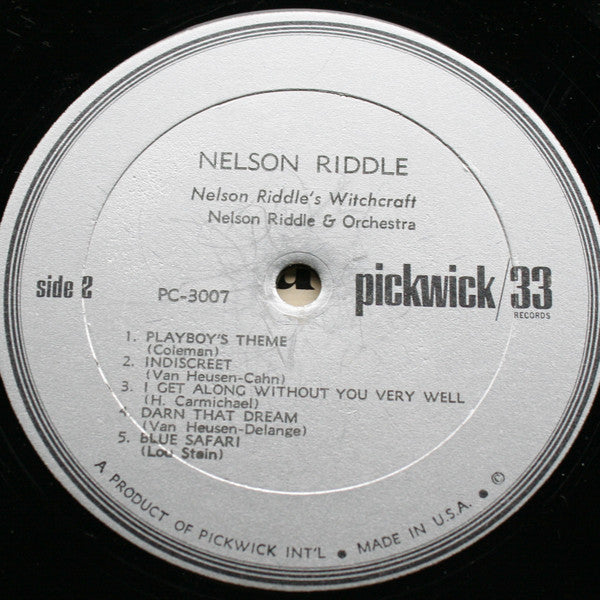 NELSON RIDDLE
Nelson Riddle's Witchcraft
Nelson Riddle & Orchestra
side 2
PC-3007
pickwick/33
RECORDS
1. PLAYBOY'S THEME
(Coleman)
2. INDISCREET
(Van Heusen-Cahn)
3. I GET ALONG WITHOUT YOU VERY WELL
(H. Carmichael)
4. DARN THAT DREAM
(Van Heusen-Delange)
5. BLUE SAFARI
(Lou Stein)
A PRODUCT OF PICKWICK INT'L ● MADE IN U.S.A. ● ©